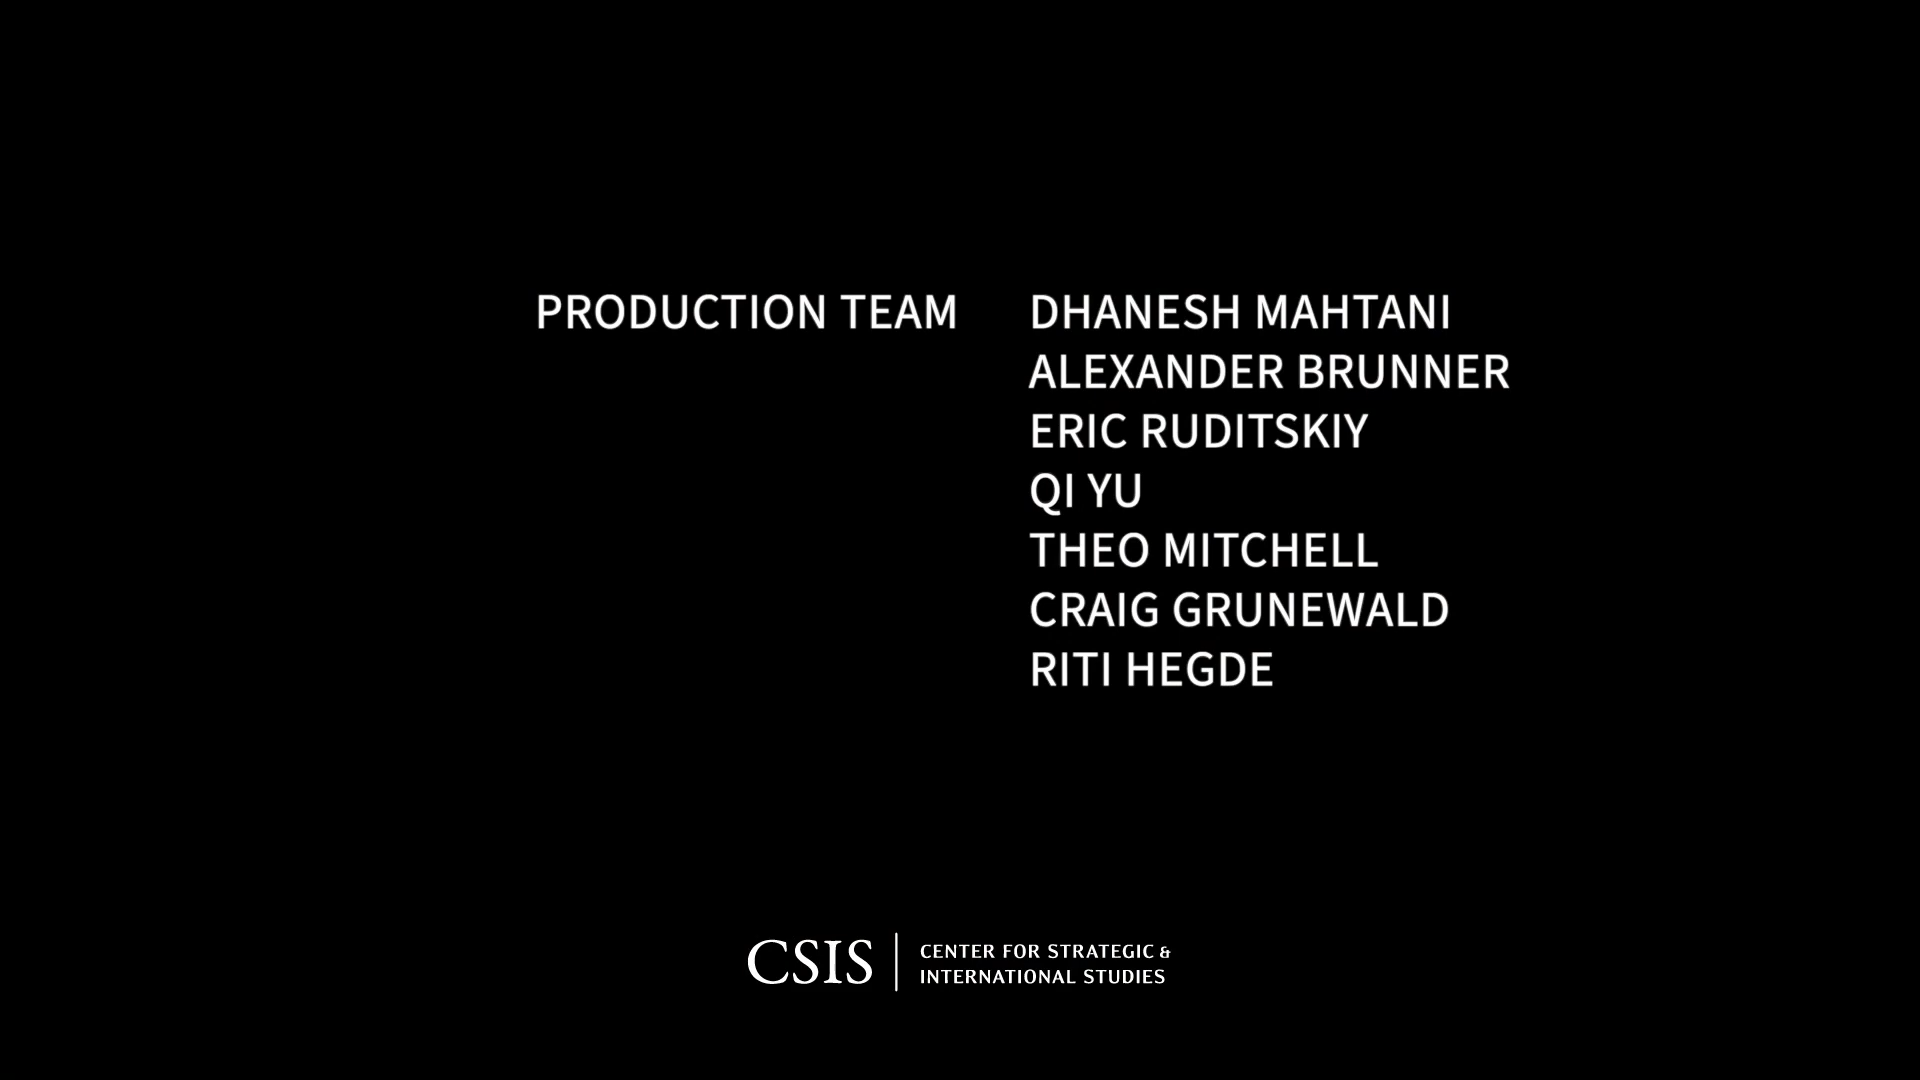 PRODUCTION TEAM
DHANESH MAHTANI
ALEXANDER BRUNNER
ERIC RUDITSKIY
QI YU
THEO MITCHELL
CRAIG GRUNEWALD
RITI HEGDE
CSIS
CENTER FOR STRATEGIC &
INTERNATIONAL STUDIES